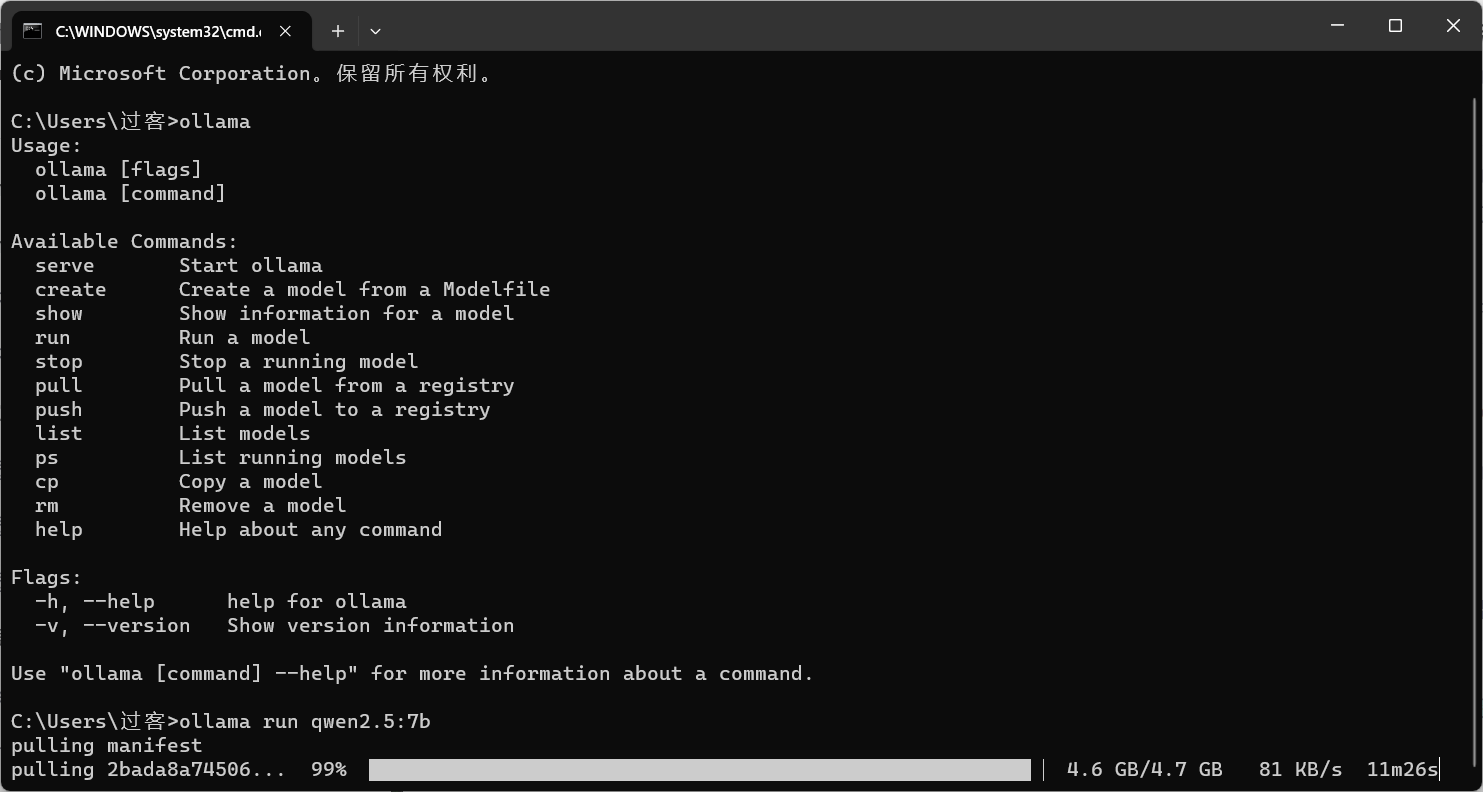 C:\WINDOWS\system32\cmd.
(c) Microsoft Corporation。保留所有权利。
C:\Users\过客>ollama
Usage:
  ollama [flags]
  ollama [command]
Available Commands:
  serve       Start ollama
  create      Create a model from a Modelfile
  show        Show information for a model
  run         Run a model
  stop        Stop a running model
  pull        Pull a model from a registry
  push        Push a model to a registry
  list        List models
  ps          List running models
  cp          Copy a model
  rm          Remove a model
  help        Help about any command
Flags:
  -h, --help      help for ollama
  -v, --version   Show version information
Use "ollama [command] --help" for more information about a command.
C:\Users\过客>ollama run qwen2.5:7b
pulling manifest
pulling 2bada8a74506...  99%  4.6 GB/4.7 GB   81 KB/s  11m26s